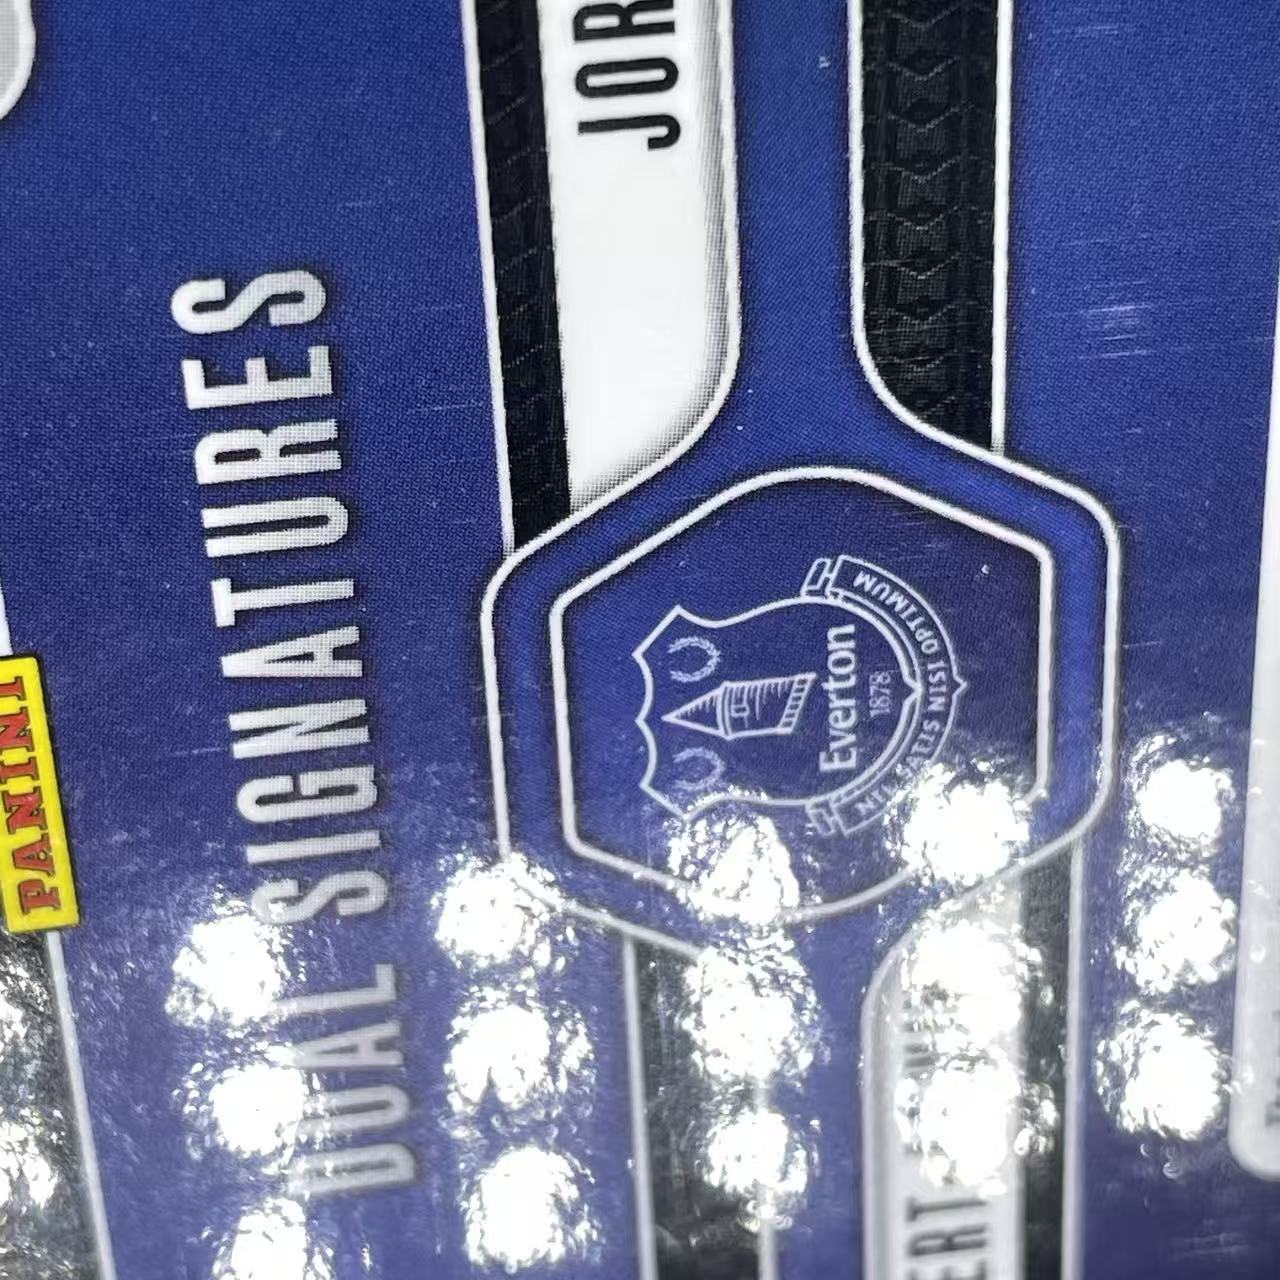 PANINI
DUAL SIGNATURES
JOR
Everton
1878
NIL SATIS NISI OPTIMUM
ERT